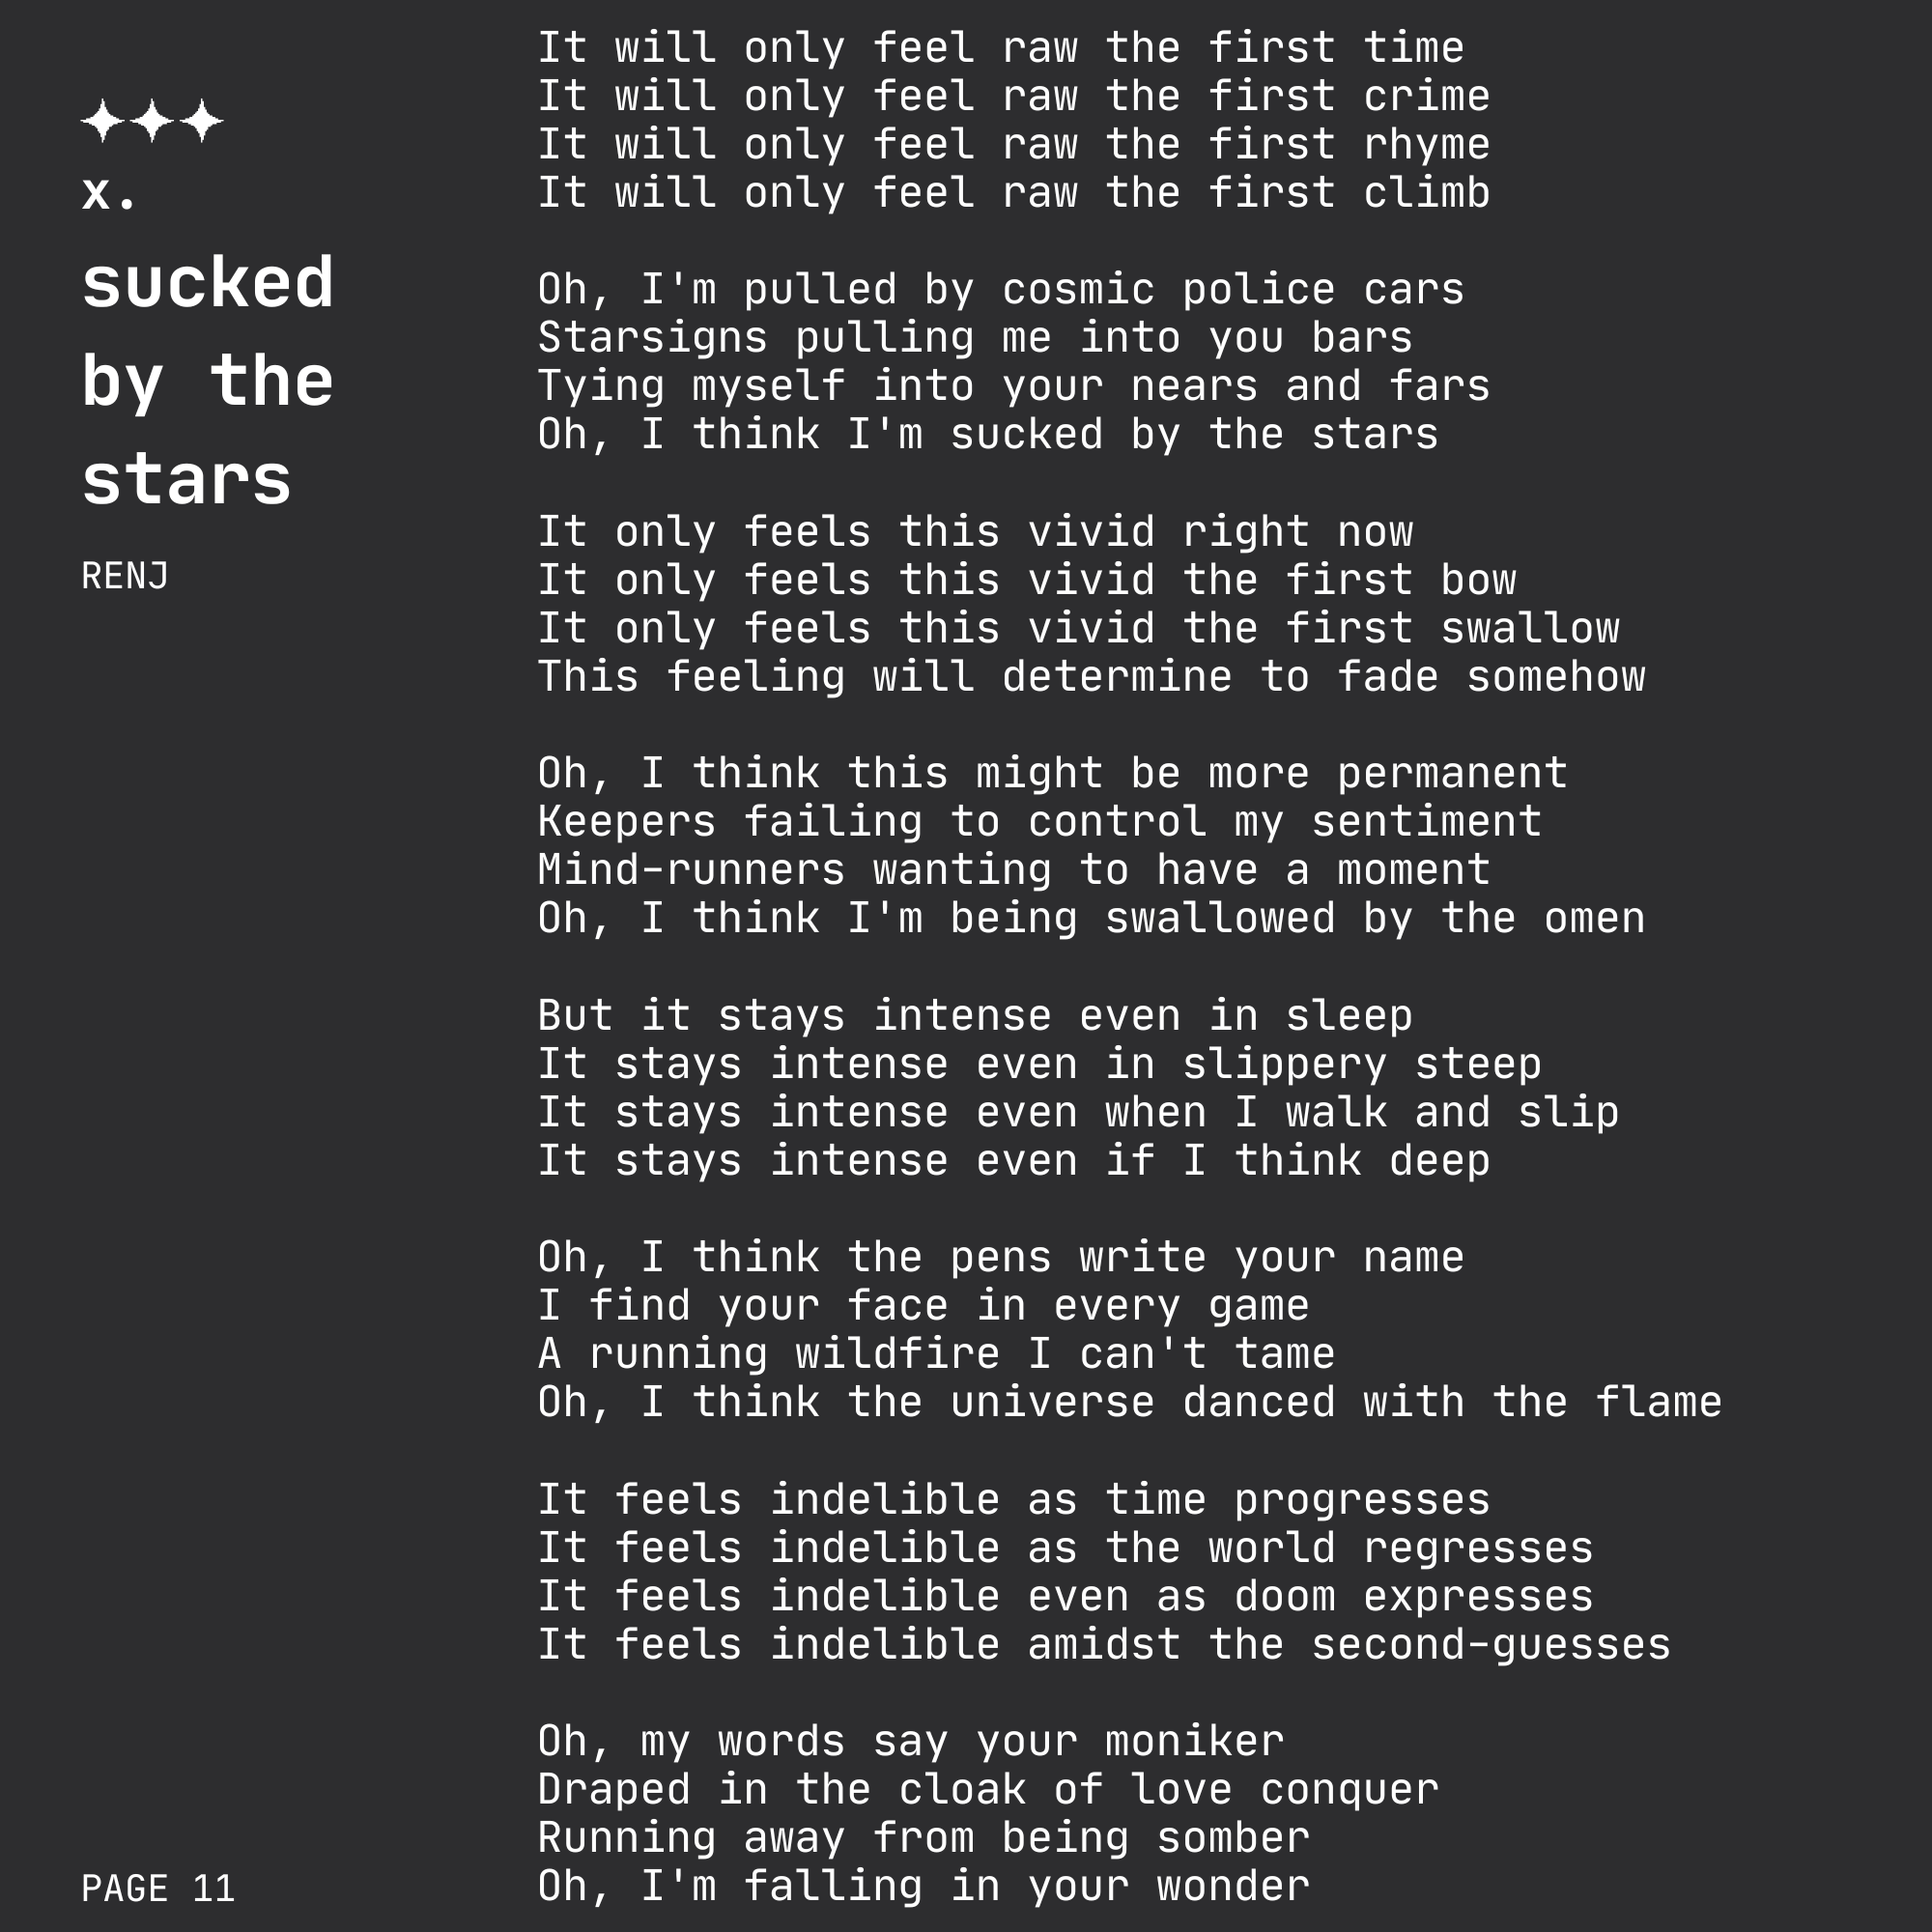 ✦✦✦
x.
sucked
by the
stars
RENJ
It will only feel raw the first time
It will only feel raw the first crime
It will only feel raw the first rhyme
It will only feel raw the first climb

Oh, I'm pulled by cosmic police cars
Starsigns pulling me into you bars
Tying myself into your nears and fars
Oh, I think I'm sucked by the stars

It only feels this vivid right now
It only feels this vivid the first bow
It only feels this vivid the first swallow
This feeling will determine to fade somehow

Oh, I think this might be more permanent
Keepers failing to control my sentiment
Mind-runners wanting to have a moment
Oh, I think I'm being swallowed by the omen

But it stays intense even in sleep
It stays intense even in slippery steep
It stays intense even when I walk and slip
It stays intense even if I think deep

Oh, I think the pens write your name
I find your face in every game
A running wildfire I can't tame
Oh, I think the universe danced with the flame

It feels indelible as time progresses
It feels indelible as the world regresses
It feels indelible even as doom expresses
It feels indelible amidst the second-guesses

Oh, my words say your moniker
Draped in the cloak of love conquer
Running away from being somber
Oh, I'm falling in your wonder
PAGE 11